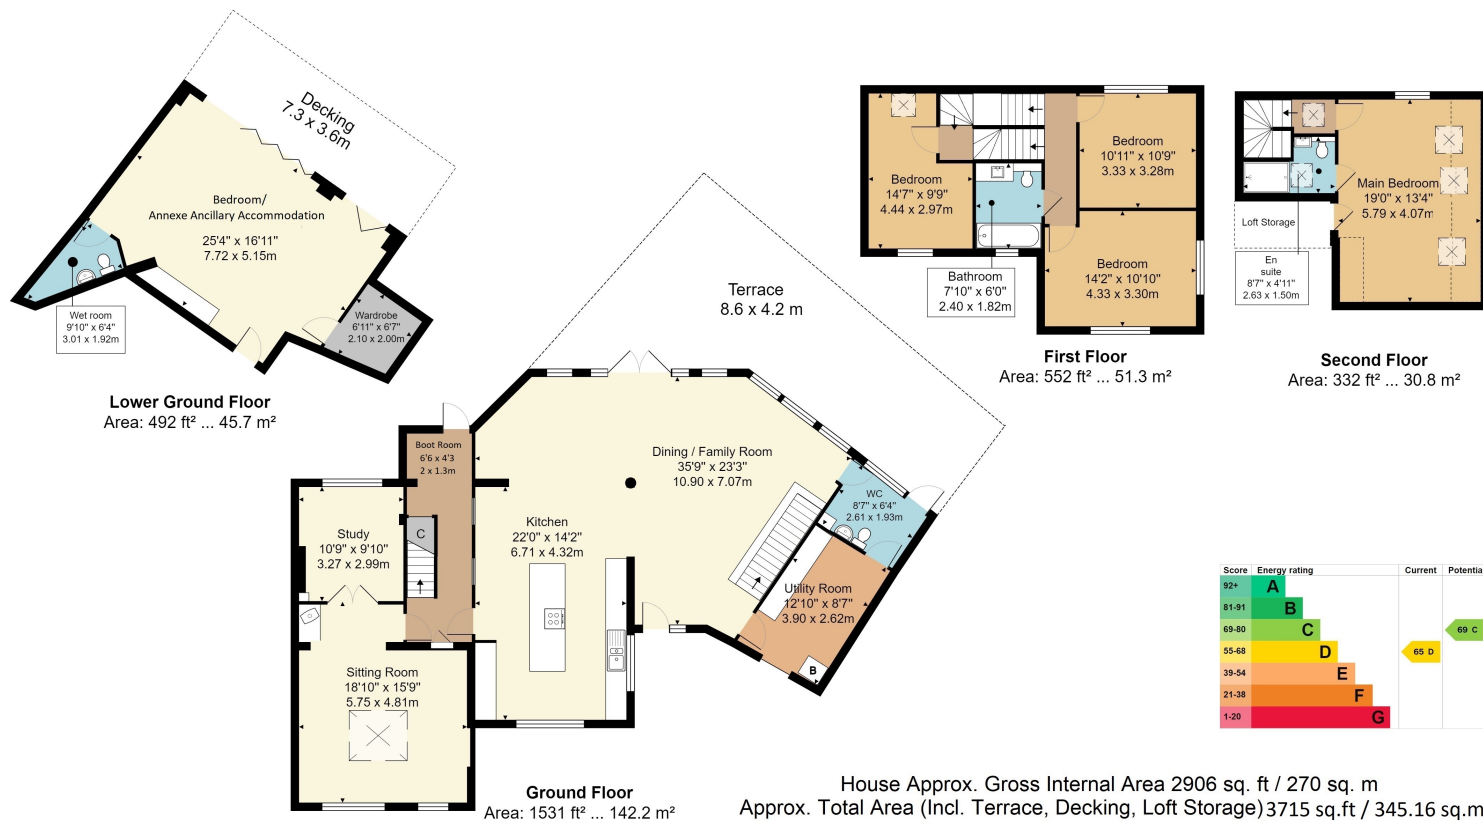 Decking
7.3 x 3.6m
Bedroom/
Annexe Ancillary Accommodation
25'4" x 16'11"
7.72 x 5.15m
Wet room
9'10" x 6'4"
3.01 x 1.92m
Wardrobe
6'11" x 6'7"
2.10 x 2.00m
Lower Ground Floor
Area: 492 ft² ... 45.7 m²
Bedroom
14'7" x 9'9"
4.44 x 2.97m
Bedroom
10'11" x 10'9"
3.33 x 3.28m
Bathroom
7'10" x 6'0"
2.40 x 1.82m
Bedroom
14'2" x 10'10"
4.33 x 3.30m
First Floor
Area: 552 ft² ... 51.3 m²
Main Bedroom
19'0" x 13'4"
5.79 x 4.07m
Loft Storage
En
suite
8'7" x 4'11"
2.63 x 1.50m
Second Floor
Area: 332 ft² ... 30.8 m²
Terrace
8.6 x 4.2 m
Boot Room
6'6 x 4'3
2 x 1.3m
Dining / Family Room
35'9" x 23'3"
10.90 x 7.07m
WC
8'7" x 6'4"
2.61 x 1.93m
Study
10'9" x 9'10"
3.27 x 2.99m
C
Kitchen
22'0" x 14'2"
6.71 x 4.32m
Utility Room
12'10" x 8'7"
3.90 x 2.62m
B
Sitting Room
18'10" x 15'9"
5.75 x 4.81m
Ground Floor
Area: 1531 ft² ... 142.2 m²
Score Energy rating Current Potentia
92+ A
81-91 B
69-80 C 69 C
55-68 D 65 D
39-54 E
21-38 F
1-20 G
House Approx. Gross Internal Area 2906 sq. ft / 270 sq. m
Approx. Total Area (Incl. Terrace, Decking, Loft Storage) 3715 sq.ft / 345.16 sq.m